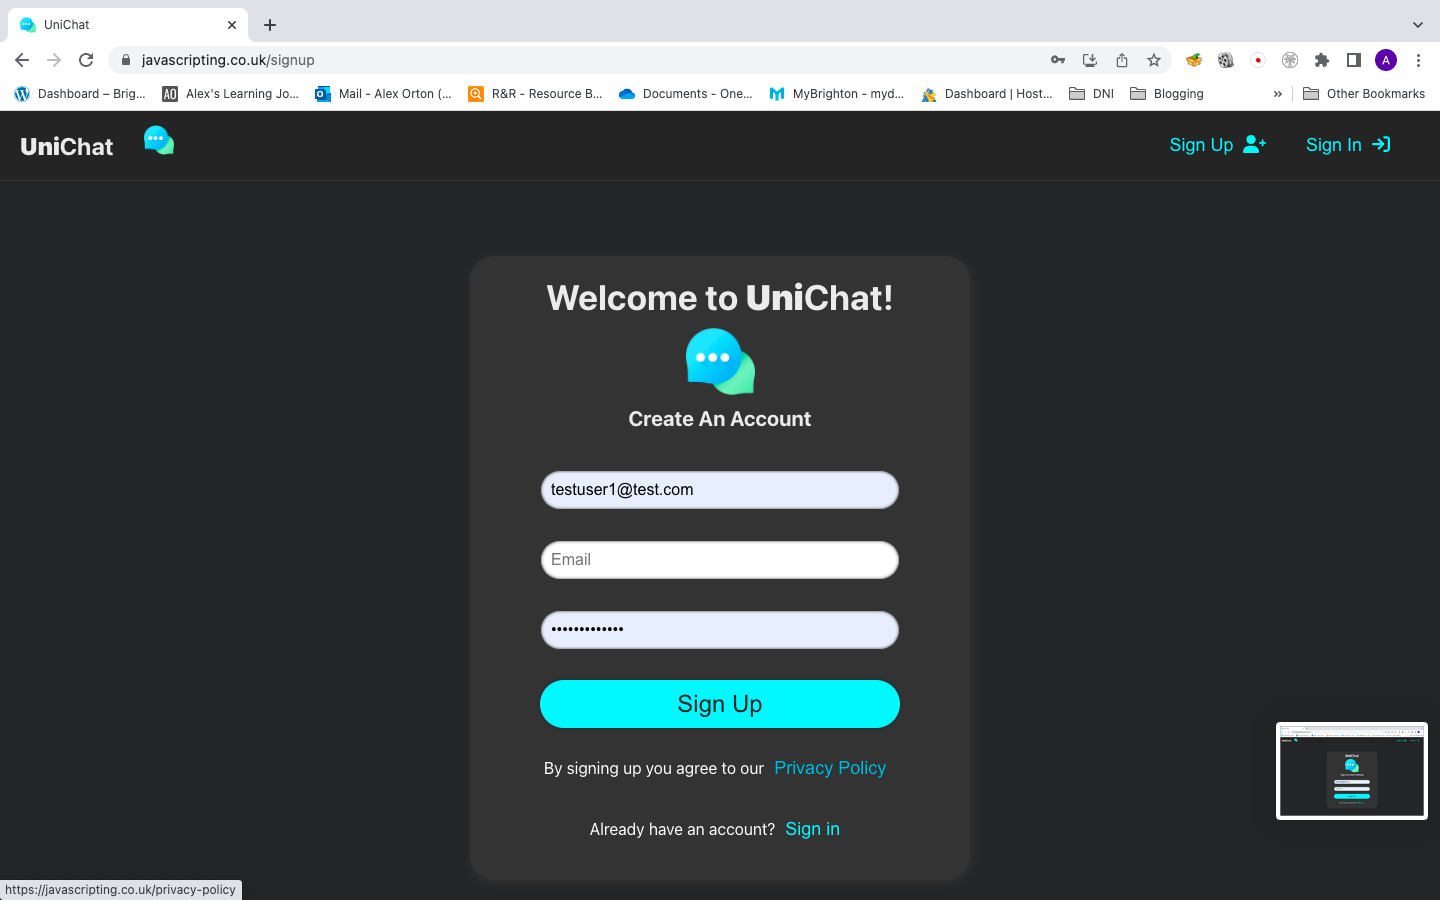 UniChat
javascripting.co.uk/signup
A
Dashboard – Brig...
AO Alex's Learning Jo...
Mail - Alex Orton (...
R&R - Resource B...
Documents - One...
MyBrighton - myd...
Dashboard | Host...
DNI
Blogging
»
Other Bookmarks
UniChat
Sign Up
Sign In
Welcome to UniChat!
Create An Account
testuser1@test.com
Email
•••••••••••••
Sign Up
By signing up you agree to our Privacy Policy
Already have an account? Sign in
https://javascripting.co.uk/privacy-policy